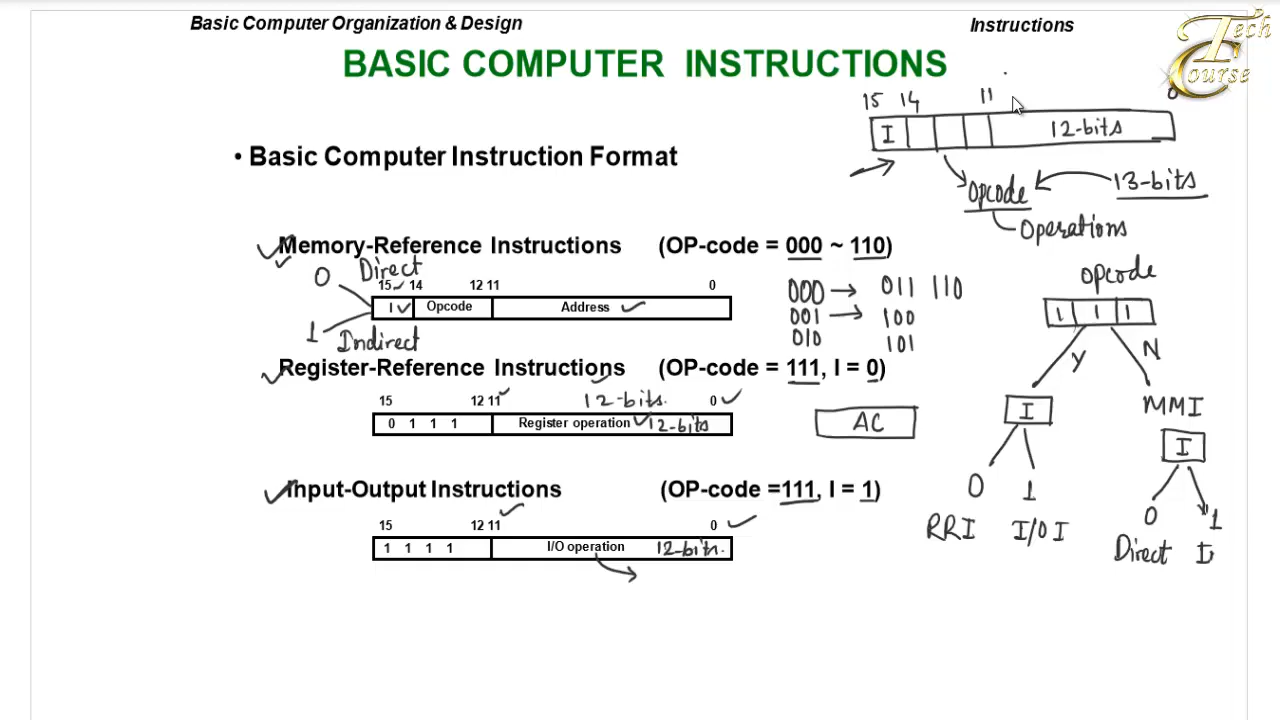 Basic Computer Organization & Design
Instructions
Tech
Course
BASIC COMPUTER INSTRUCTIONS
15 14 11 0
I 12-bits
• Basic Computer Instruction Format
Opcode 13-bits
Operations
Memory-Reference Instructions (OP-code = 000 ~ 110)
0 Direct
15 14 12 11 0
I Opcode Address
1 Indirect
000 → 011 110
001 → 100
010 101
Opcode
1 1 1
Y N
Register-Reference Instructions (OP-code = 111, I = 0)
15 12 11 12-bits. 0
0 1 1 1 Register operation 12-bits
AC
I MMI
I
0 1
RRI I/O I
0 1
Direct I
Input-Output Instructions (OP-code =111, I = 1)
15 12 11 0
1 1 1 1 I/O operation 12-bits.